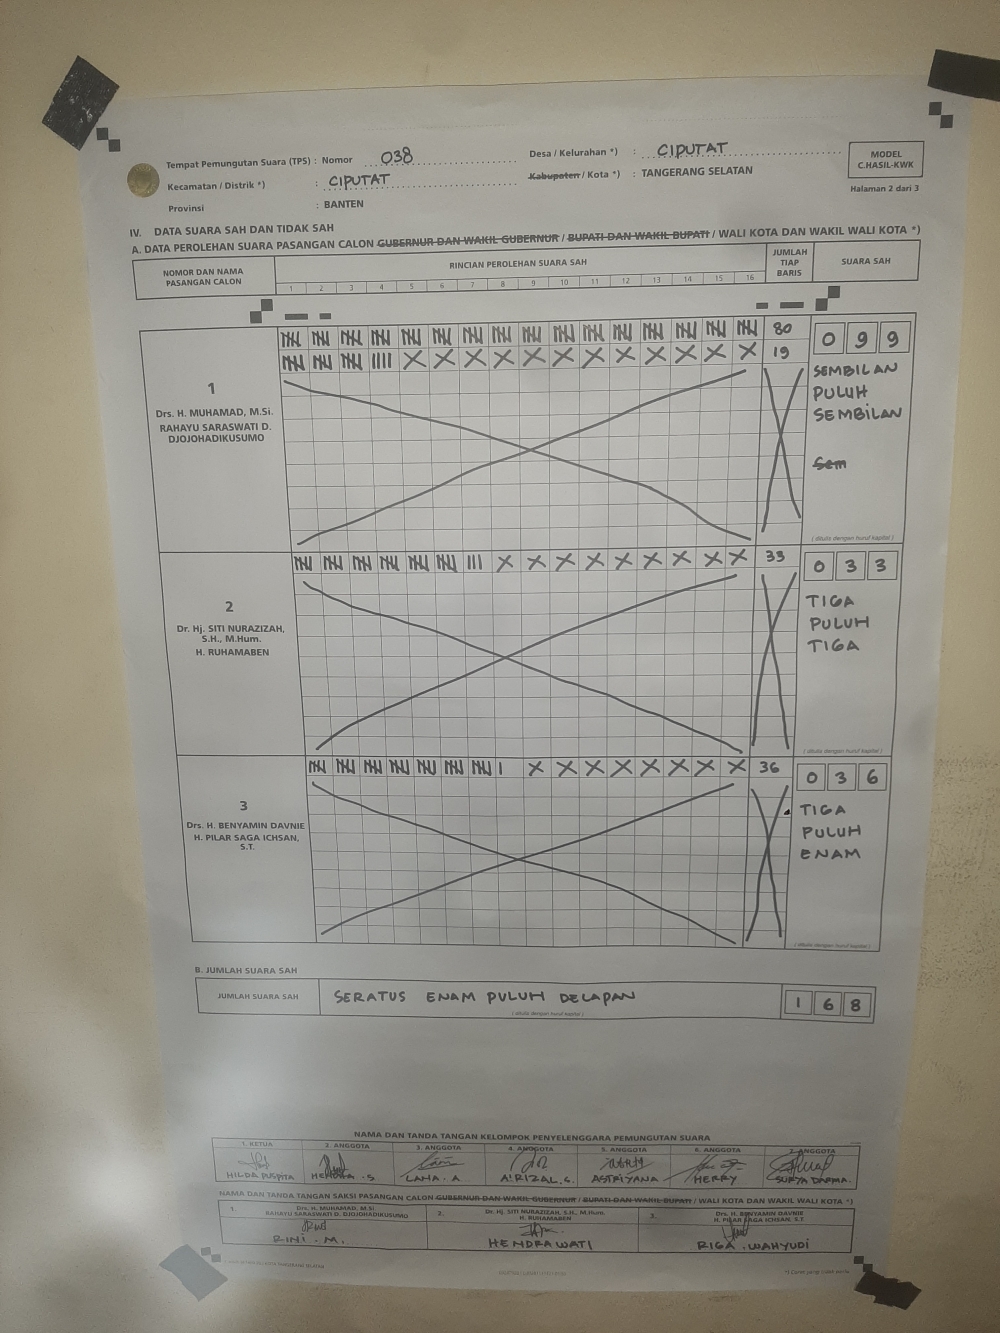 Tempat Pemungutan Suara (TPS) : Nomor 038
Kecamatan / Distrik *) : CIPUTAT
Provinsi : BANTEN
Desa / Kelurahan *) : CIPUTAT
Kabupaten / Kota *) : TANGERANG SELATAN
MODEL
C.HASIL-KWK
Halaman 2 dari 3
IV. DATA SUARA SAH DAN TIDAK SAH
A. DATA PEROLEHAN SUARA PASANGAN CALON GUBERNUR DAN WAKIL GUBERNUR / BUPATI DAN WAKIL BUPATI / WALI KOTA DAN WAKIL WALI KOTA *)
NOMOR DAN NAMA
PASANGAN CALON
RINCIAN PEROLEHAN SUARA SAH
1 2 3 4 5 6 7 8 9 10 11 12 13 14 15 16
JUMLAH
TIAP
BARIS
SUARA SAH
1
Drs. H. MUHAMAD, M.Si.
RAHAYU SARASWATI D.
DJOJOHADIKUSUMO
80
19
0 9 9
SEMBILAN
PULUH
SEMBILAN
Sem
( ditulis dengan huruf kapital )
2
Dr. Hj. SITI NURAZIZAH,
S.H., M.Hum.
H. RUHAMABEN
33
0 3 3
TIGA
PULUH
TIGA
( ditulis dengan huruf kapital )
3
Drs. H. BENYAMIN DAVNIE
H. PILAR SAGA ICHSAN,
S.T.
36
0 3 6
TIGA
PULUH
ENAM
( ditulis dengan huruf kapital )
B. JUMLAH SUARA SAH
JUMLAH SUARA SAH
SERATUS ENAM PULUH DELAPAN
( ditulis dengan huruf kapital )
1 6 8
NAMA DAN TANDA TANGAN KELOMPOK PENYELENGGARA PEMUNGUTAN SUARA
1. KETUA 2. ANGGOTA 3. ANGGOTA 4. ANGGOTA 5. ANGGOTA 6. ANGGOTA 7. ANGGOTA
HILDA PUSPITA HENDRA .S LAHA. A A. RIZAL. G. ASTRIYANA HERRY SURYA DARMA.
NAMA DAN TANDA TANGAN SAKSI PASANGAN CALON GUBERNUR DAN WAKIL GUBERNUR / BUPATI DAN WAKIL BUPATI / WALI KOTA DAN WAKIL WALI KOTA *)
1. Drs. H. MUHAMAD, M.Si
RAHAYU SARASWATI D. DJOJOHADIKUSUMO
RINI . M.
2. Dr. Hj. SITI NURAZIZAH, S.H., M.Hum.
H. RUHAMABEN
HENDRAWATI
3. Drs. H. BENYAMIN DAVNIE
H. PILAR SAGA ICHSAN, S.T
RIGA . WAHYUDI